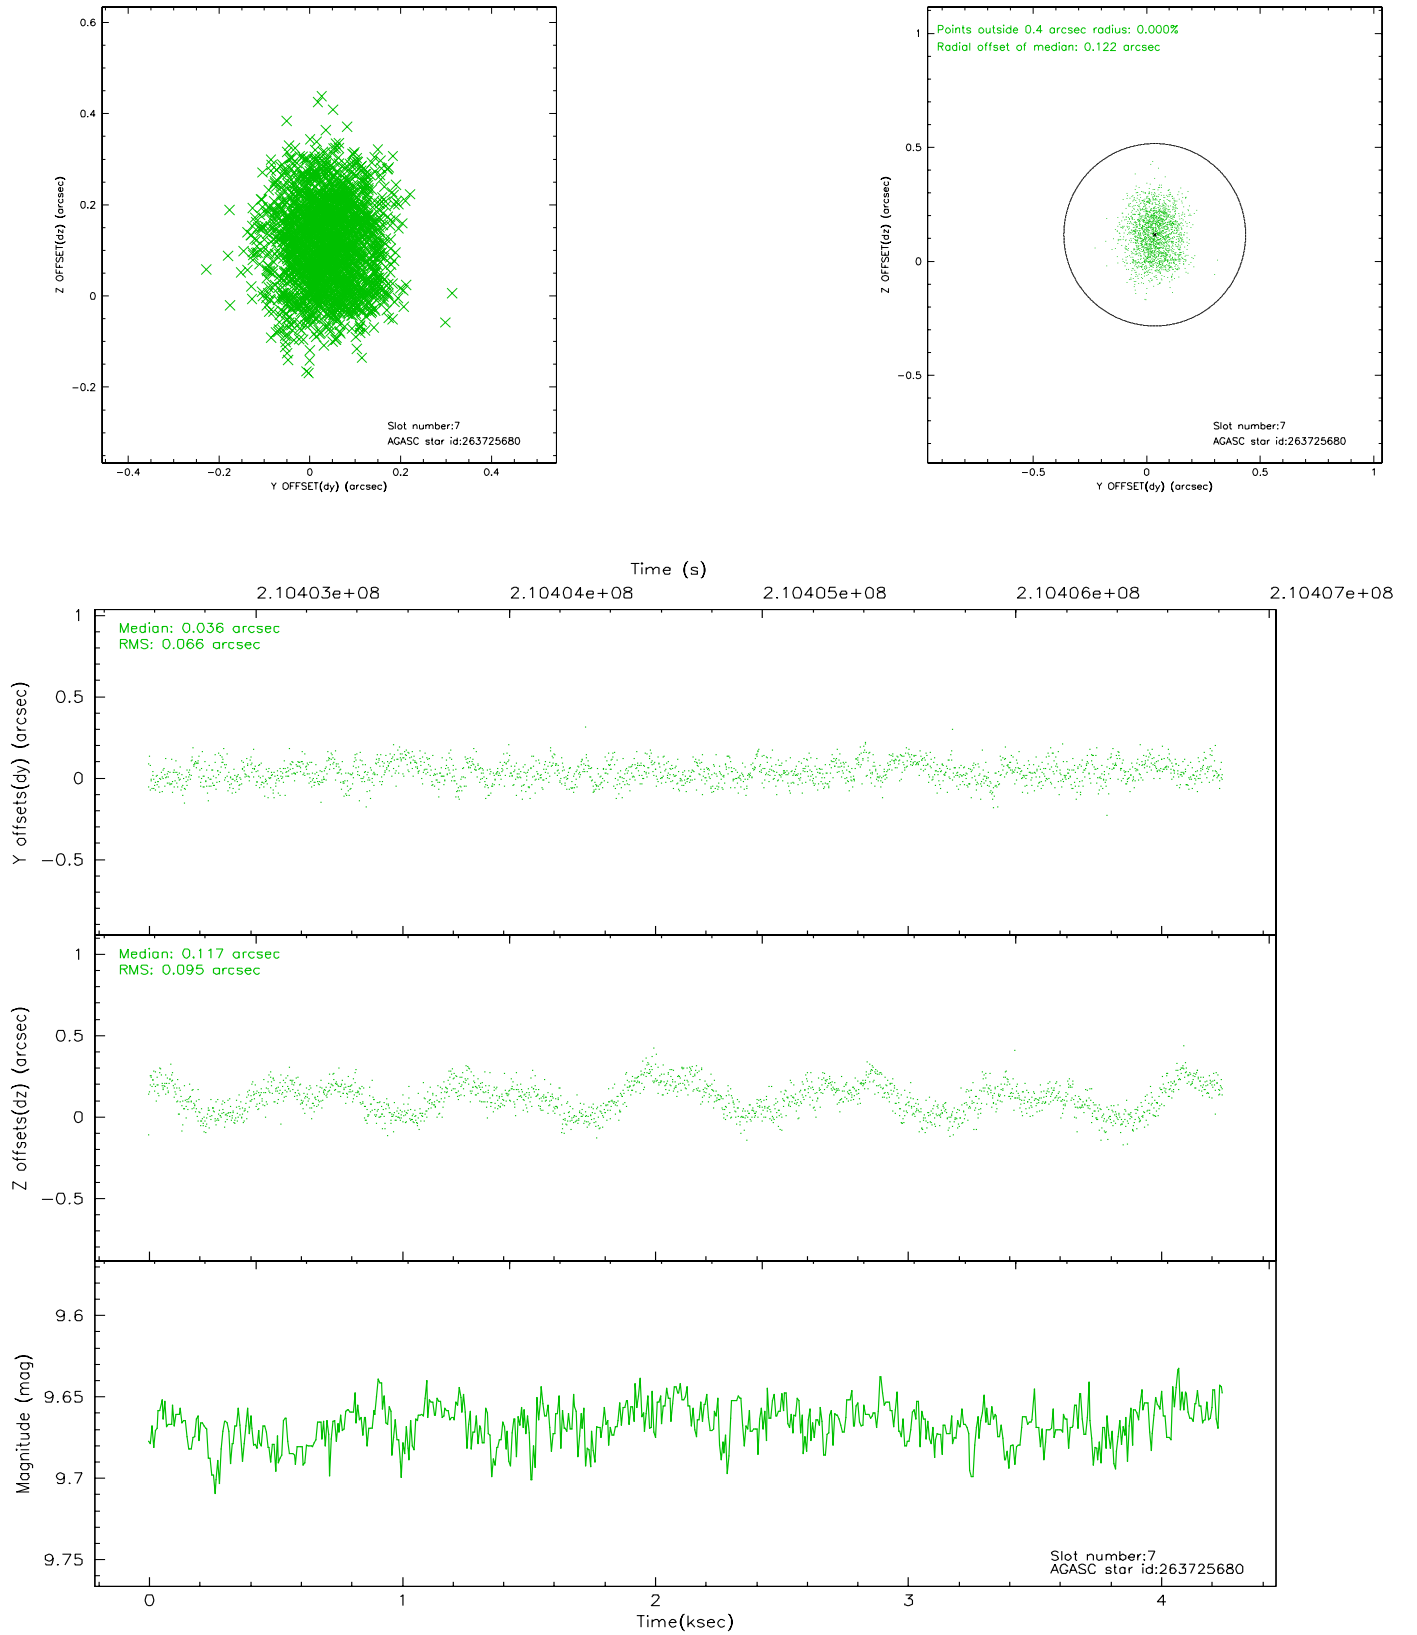 0.6
0.4
0.2
0
−0.2
−0.4
−0.2
0
0.2
0.4
Z OFFSET(dz) (arcsec)
Y OFFSET(dy) (arcsec)
Slot number:7
AGASC star id:263725680
Points outside 0.4 arcsec radius: 0.000%
Radial offset of median: 0.122 arcsec
1
0.5
0
−0.5
−0.5
0
0.5
1
Z OFFSET(dz) (arcsec)
Y OFFSET(dy) (arcsec)
Slot number:7
AGASC star id:263725680
Time (s)
2.10403e+08
2.10404e+08
2.10405e+08
2.10406e+08
2.10407e+08
Median: 0.036 arcsec
RMS: 0.066 arcsec
1
0.5
0
−0.5
Y offsets(dy) (arcsec)
Median: 0.117 arcsec
RMS: 0.095 arcsec
1
0.5
0
−0.5
Z offsets(dz) (arcsec)
9.6
9.65
9.7
9.75
Magnitude (mag)
Slot number:7
AGASC star id:263725680
0
1
2
3
4
Time(ksec)